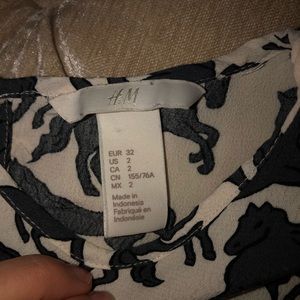 H&M
EUR 32
US 2
CA 2
CN 155/76A
MX 2
Made in
Indonesia
Fabriqué en
Indonésie